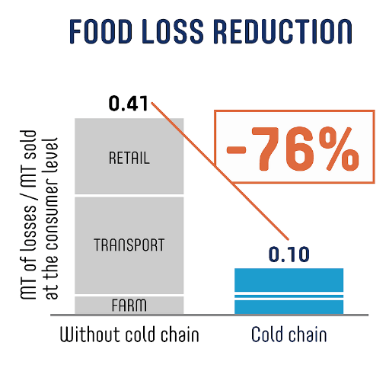 FOOD LOSS REDUCTION
0.41
-76%
RETAIL
TRANSPORT
FARM
0.10
MT of losses / MT sold
at the consumer level
Without cold chain
Cold chain